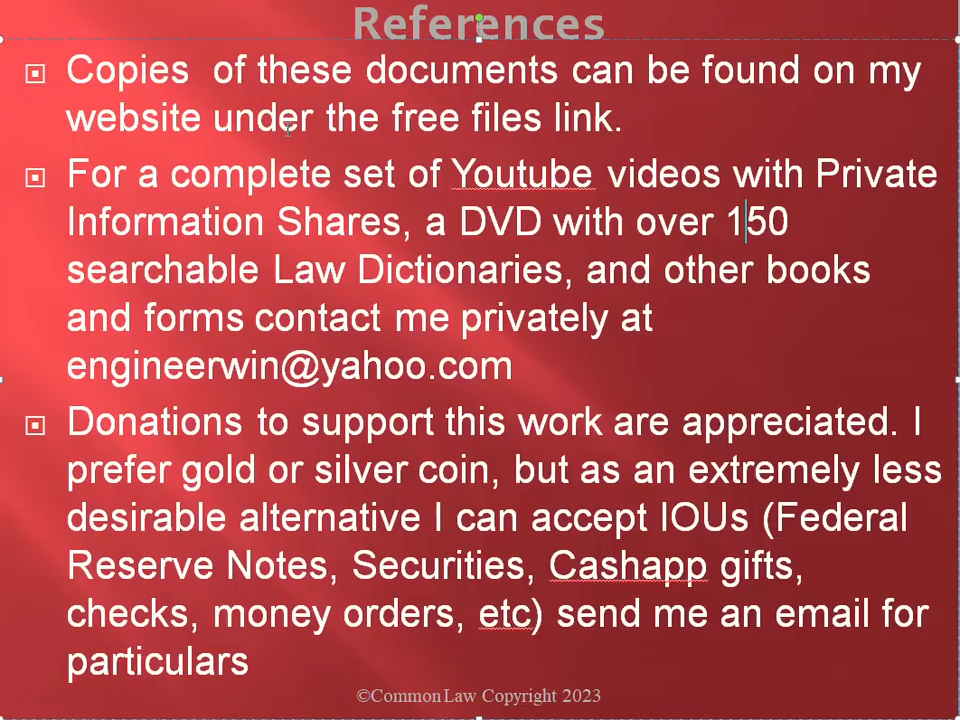 References
Copies  of these documents can be found on my
website under the free files link.
For a complete set of Youtube videos with Private
Information Shares, a DVD with over 150
searchable Law Dictionaries, and other books
and forms contact me privately at
engineerwin@yahoo.com
Donations to support this work are appreciated. I
prefer gold or silver coin, but as an extremely less
desirable alternative I can accept IOUs (Federal
Reserve Notes, Securities, Cashapp gifts,
checks, money orders, etc) send me an email for
particulars
©CommonLaw Copyright 2023